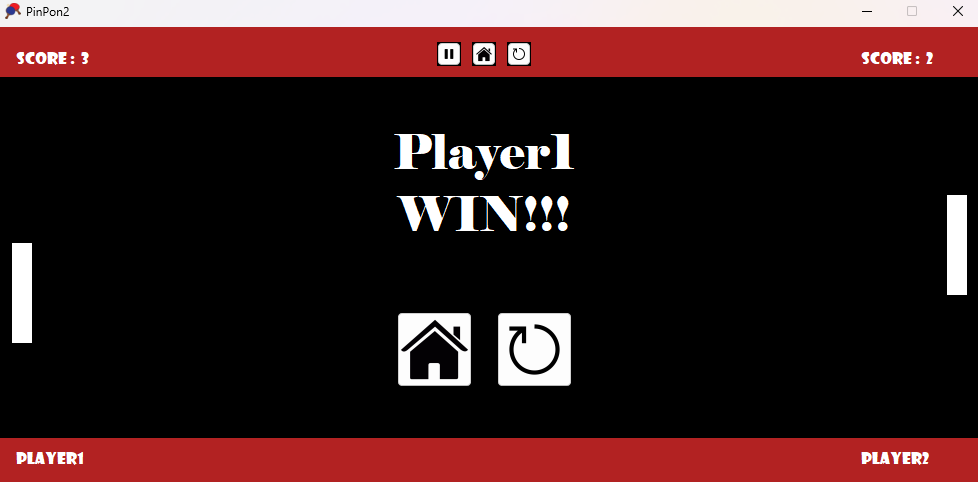 PinPon2
SCORE : 3
SCORE : 2
Player1
WIN!!!
PLAYER1
PLAYER2